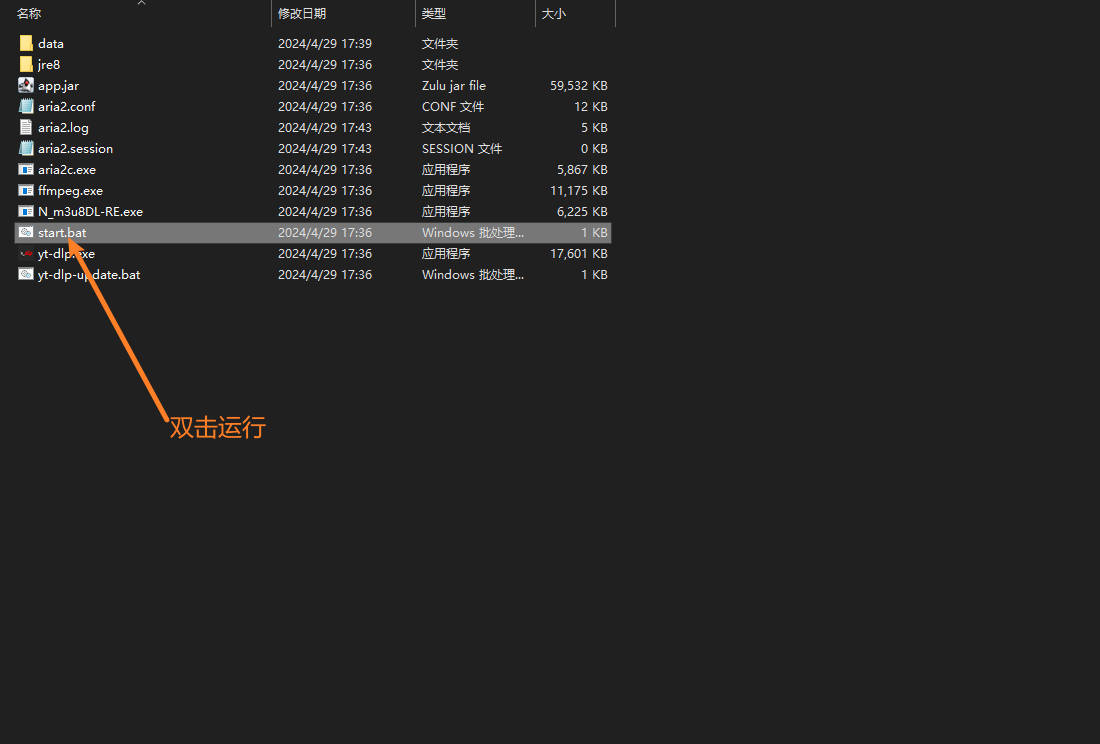 名称 修改日期 类型 大小
data 2024/4/29 17:39 文件夹
jre8 2024/4/29 17:36 文件夹
app.jar 2024/4/29 17:36 Zulu jar file 59,532 KB
aria2.conf 2024/4/29 17:36 CONF 文件 12 KB
aria2.log 2024/4/29 17:43 文本文档 5 KB
aria2.session 2024/4/29 17:43 SESSION 文件 0 KB
aria2c.exe 2024/4/29 17:36 应用程序 5,867 KB
ffmpeg.exe 2024/4/29 17:36 应用程序 11,175 KB
N_m3u8DL-RE.exe 2024/4/29 17:36 应用程序 6,225 KB
start.bat 2024/4/29 17:36 Windows 批处理... 1 KB
yt-dlp.exe 2024/4/29 17:36 应用程序 17,601 KB
yt-dlp-update.bat 2024/4/29 17:36 Windows 批处理... 1 KB
双击运行